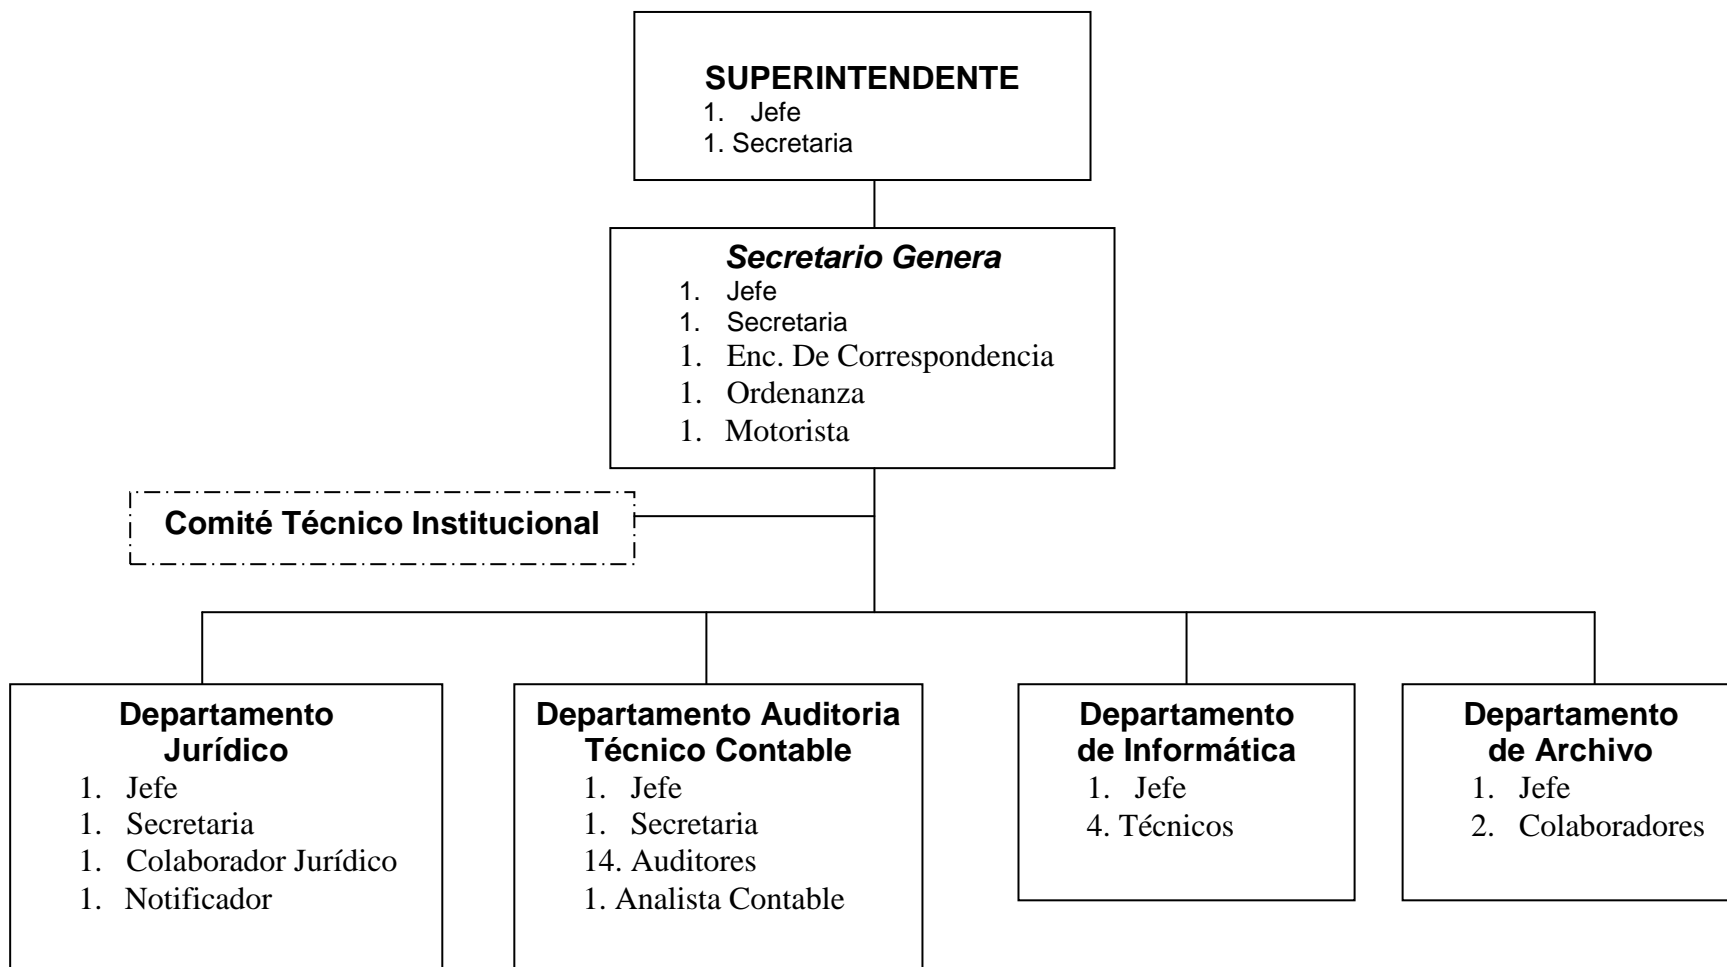 SUPERINTENDENTE
1. Jefe
1. Secretaria
Secretario Genera
1. Jefe
1. Secretaria
1. Enc. De Correspondencia
1. Ordenanza
1. Motorista
Comité Técnico Institucional
Departamento
Jurídico
1. Jefe
1. Secretaria
1. Colaborador Jurídico
1. Notificador
Departamento Auditoria
Técnico Contable
1. Jefe
1. Secretaria
14. Auditores
1. Analista Contable
Departamento
de Informática
1. Jefe
4. Técnicos
Departamento
de Archivo
1. Jefe
2. Colaboradores